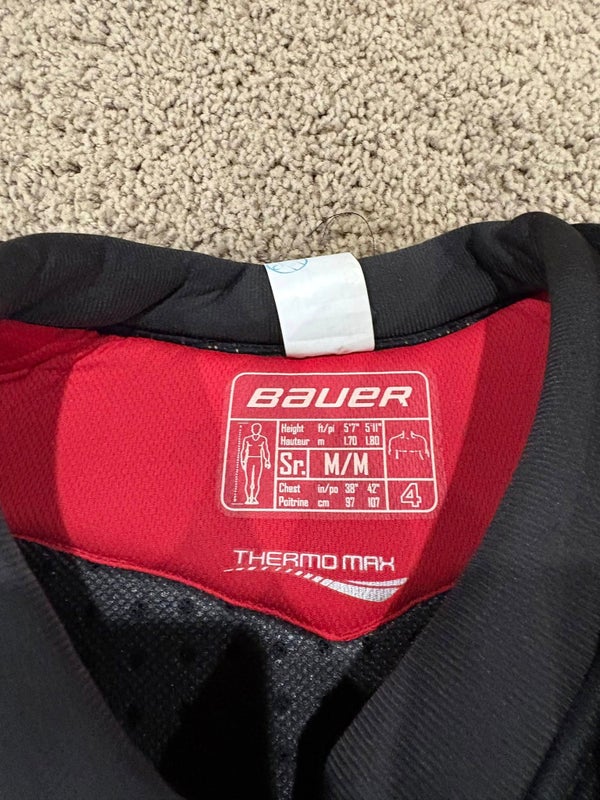 BAUER
Height ft/pi 5'7" 5'11"
Hauteur m 1.70 1.80
Sr. M/M
Chest in/po 38" 42"
Poitrine cm 97 107
4
THERMO MAX